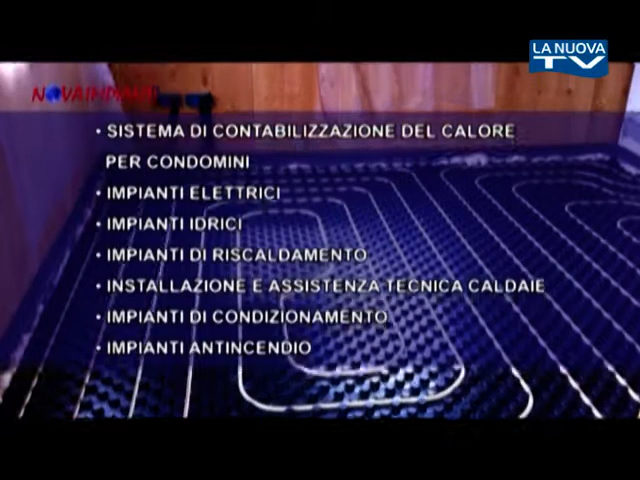 LA NUOVA
TV
NOVAIMPIANTI
• SISTEMA DI CONTABILIZZAZIONE DEL CALORE
PER CONDOMINI
• IMPIANTI ELETTRICI
• IMPIANTI IDRICI
• IMPIANTI DI RISCALDAMENTO
• INSTALLAZIONE E ASSISTENZA TECNICA CALDAIE
• IMPIANTI DI CONDIZIONAMENTO
• IMPIANTI ANTINCENDIO